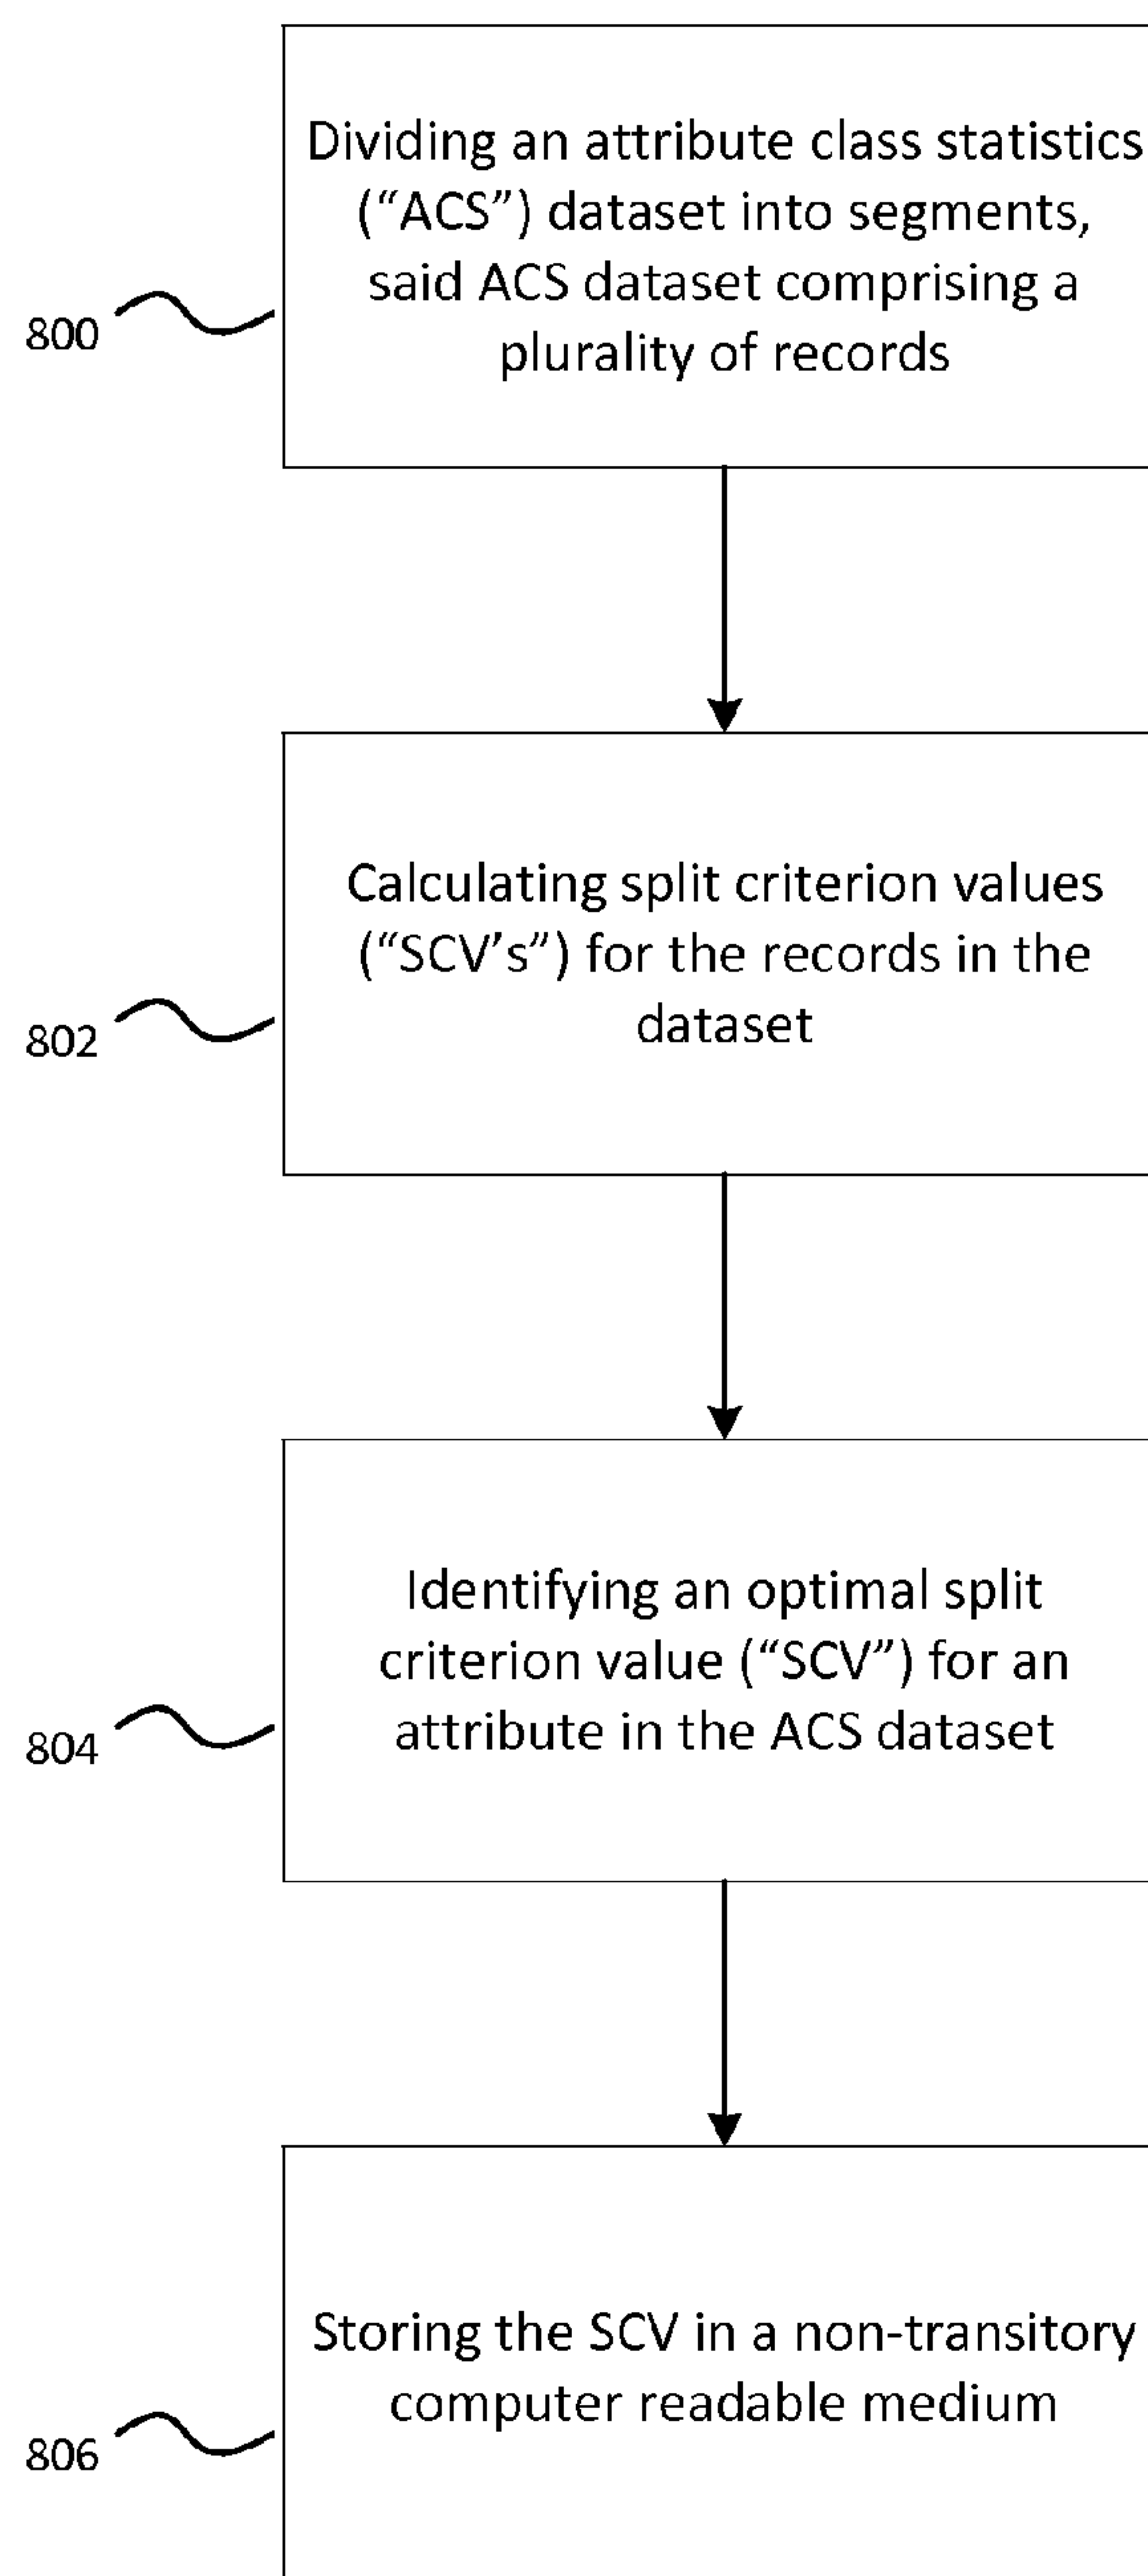 Dividing an attribute class statistics
(“ACS”) dataset into segments,
said ACS dataset comprising a
plurality of records
800
Calculating split criterion values
(“SCV’s”) for the records in the
dataset
802
Identifying an optimal split
criterion value (“SCV”) for an
attribute in the ACS dataset
804
Storing the SCV in a non-transitory
computer readable medium
806